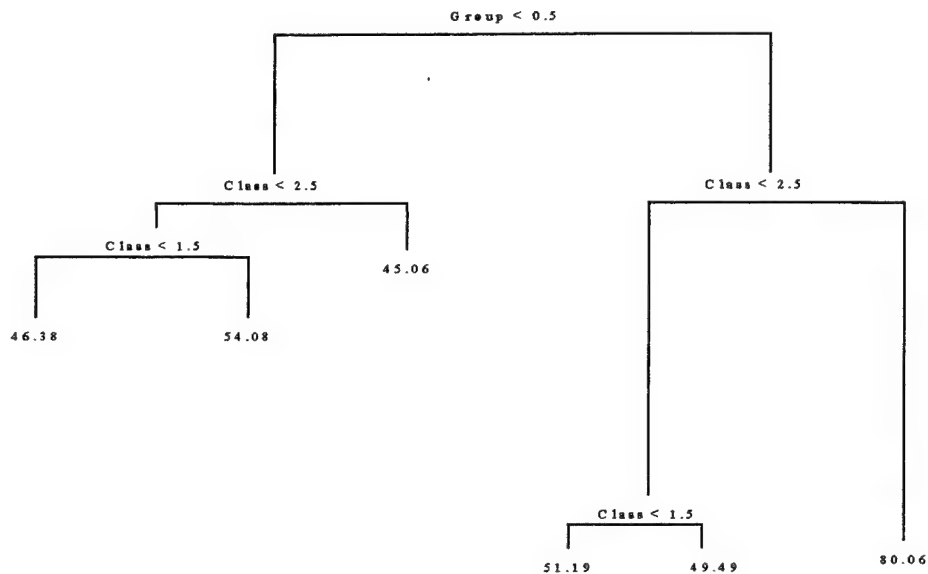 Group < 0.5
Class < 2.5
Class < 2.5
Class < 1.5
45.06
46.38
54.08
Class < 1.5
51.19
49.49
80.06